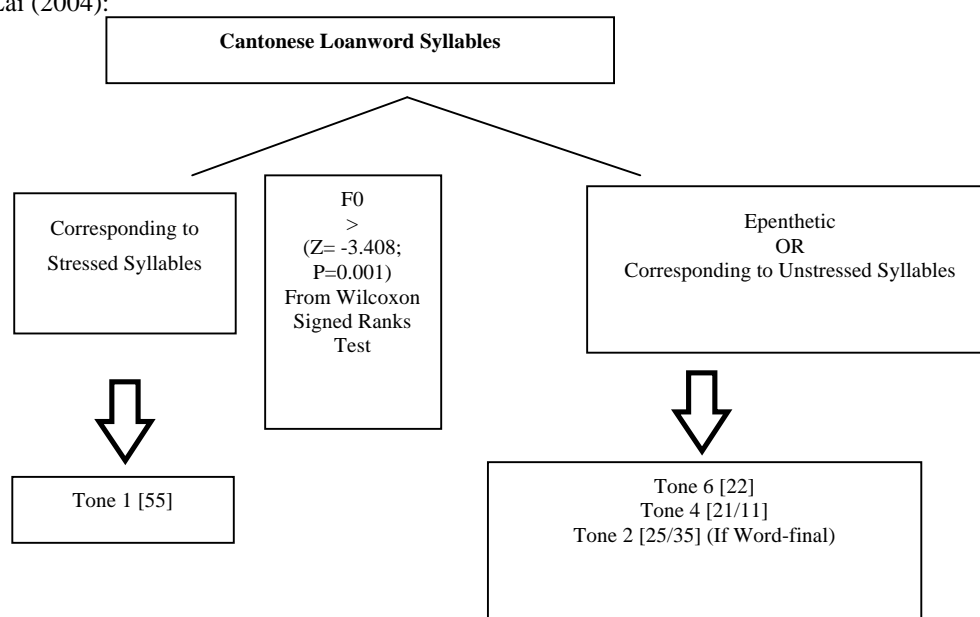 Lai (2004):
Cantonese Loanword Syllables
Corresponding to
Stressed Syllables
F0
>
(Z= -3.408;
P=0.001)
From Wilcoxon
Signed Ranks
Test
Epenthetic
OR
Corresponding to Unstressed Syllables
Tone 1 [55]
Tone 6 [22]
Tone 4 [21/11]
Tone 2 [25/35] (If Word-final)